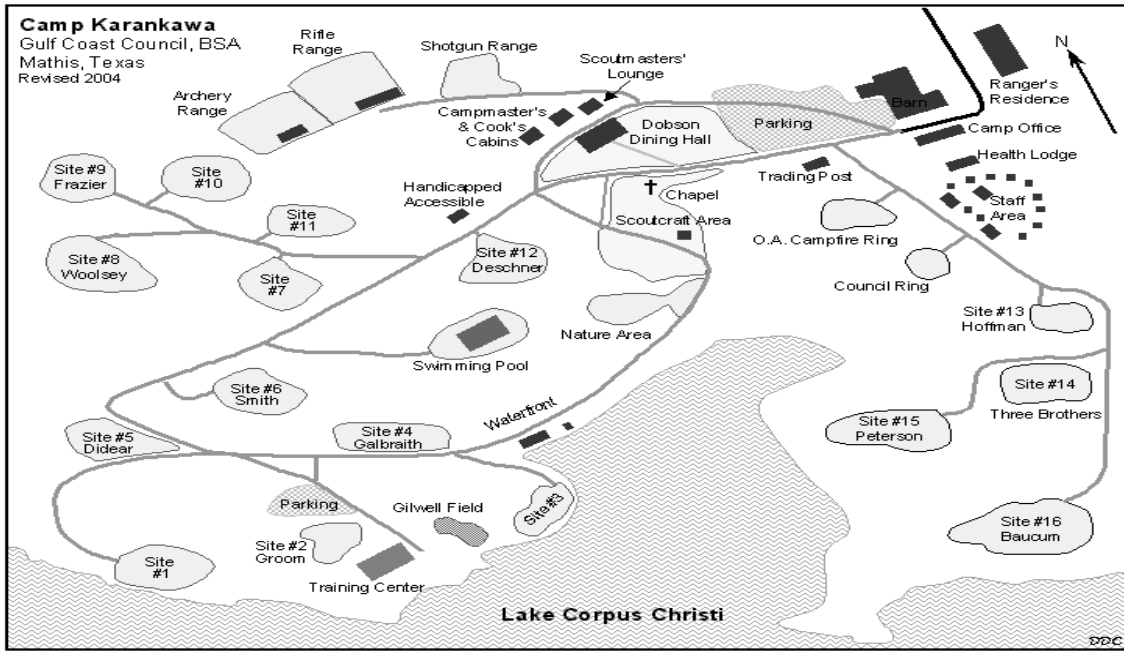 Camp Karankawa
Gulf Coast Council, BSA
Mathis, Texas
Revised 2004
Rifle
Range
Shotgun Range
Scoutmasters'
Lounge
N
Ranger's
Residence
Archery
Range
Campmaster's
& Cook's
Cabins
Dobson
Dining Hall
Parking
Barn
Camp Office
Health Lodge
Trading Post
Staff
Area
Site #9
Frazier
Site
#10
Handicapped
Accessible
Chapel
Site
#11
Scoutcraft Area
O.A. Campfire Ring
Site #8
Woolsey
Site
#7
Site #12
Deschner
Council Ring
Nature Area
Site #13
Hoffman
Swimming Pool
Site #6
Smith
Site #14
Three Brothers
Waterfront
Site #5
Didear
Site #4
Galbraith
Site #15
Peterson
Parking
Gilwell Field
Site #3
Site #2
Groom
Site #16
Baucum
Site
#1
Training Center
Lake Corpus Christi
DDC